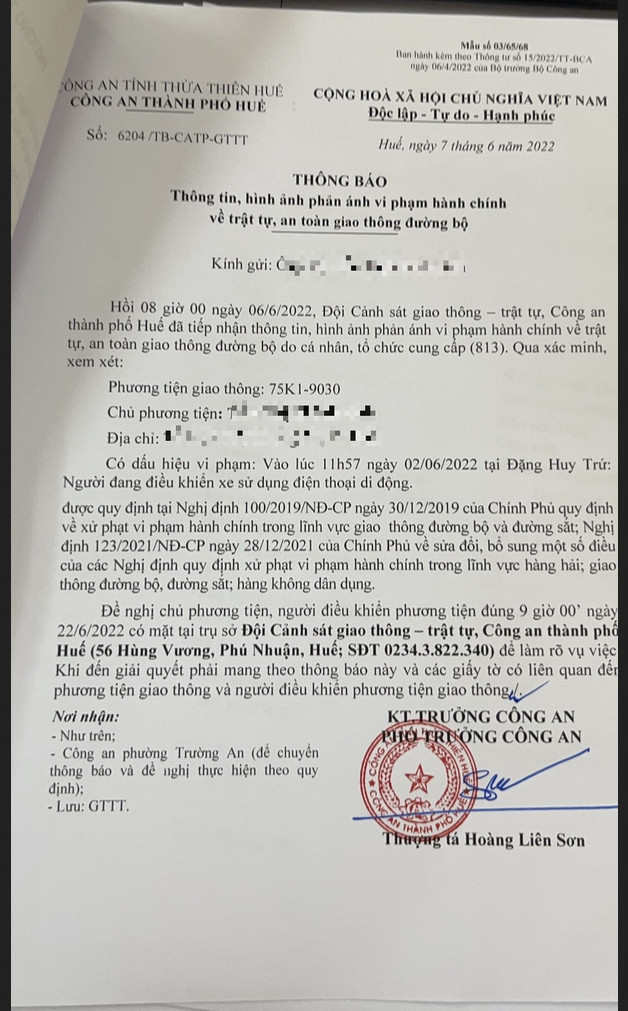 Mẫu số 03/65/68
Ban hành kèm theo Thông tư số 15/2022/TT-BCA
ngày 06/4/2022 của Bộ trưởng Bộ Công an
CÔNG AN TỈNH THỪA THIÊN HUẾ
CÔNG AN THÀNH PHỐ HUẾ
Số: 6204 /TB-CATP-GTTT
CỘNG HOÀ XÃ HỘI CHỦ NGHĨA VIỆT NAM
Độc lập - Tự do - Hạnh phúc
Huế, ngày 7 tháng 6 năm 2022
THÔNG BÁO
Thông tin, hình ảnh phản ánh vi phạm hành chính
về trật tự, an toàn giao thông đường bộ
Kính gửi:
Hồi 08 giờ 00 ngày 06/6/2022, Đội Cảnh sát giao thông – trật tự, Công an
thành phố Huế đã tiếp nhận thông tin, hình ảnh phản ánh vi phạm hành chính về trật
tự, an toàn giao thông đường bộ do cá nhân, tổ chức cung cấp (813). Qua xác minh,
xem xét:
Phương tiện giao thông: 75K1-9030
Chủ phương tiện:
Địa chỉ:
Có dấu hiệu vi phạm: Vào lúc 11h57 ngày 02/06/2022 tại Đặng Huy Trứ:
Người đang điều khiển xe sử dụng điện thoại di động.
được quy định tại Nghị định 100/2019/NĐ-CP ngày 30/12/2019 của Chính Phủ quy định
về xử phạt vi phạm hành chính trong lĩnh vực giao thông đường bộ và đường sắt; Nghị
định 123/2021/NĐ-CP ngày 28/12/2021 của Chính Phủ về sửa đổi, bổ sung một số điều
của các Nghị định quy định xử phạt vi phạm hành chính trong lĩnh vực hàng hải; giao
thông đường bộ, đường sắt; hàng không dân dụng.
Đề nghị chủ phương tiện, người điều khiển phương tiện đúng 9 giờ 00' ngày
22/6/2022 có mặt tại trụ sở Đội Cảnh sát giao thông – trật tự, Công an thành phố
Huế (56 Hùng Vương, Phú Nhuận, Huế; SĐT 0234.3.822.340) để làm rõ vụ việc
Khi đến giải quyết phải mang theo thông báo này và các giấy tờ có liên quan đến
phương tiện giao thông và người điều khiển phương tiện giao thông./.
Nơi nhận:
- Như trên;
- Công an phường Trường An (để chuyển
thông báo và đề nghị thực hiện theo quy
định);
- Lưu: GTTT.
KT.TRƯỞNG CÔNG AN
PHÓ TRƯỞNG CÔNG AN
CÔNG AN THÀNH PHỐ HUẾ
Thượng tá Hoàng Liên Sơn